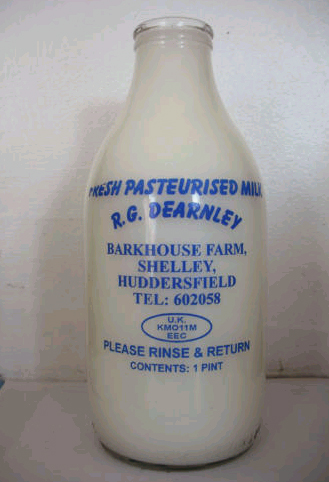 FRESH PASTEURISED MILK
R.G. DEARNLEY
BARKHOUSE FARM,
SHELLEY,
HUDDERSFIELD
TEL: 602058
U.K.
KMO11M
EEC
PLEASE RINSE & RETURN
CONTENTS: 1 PINT